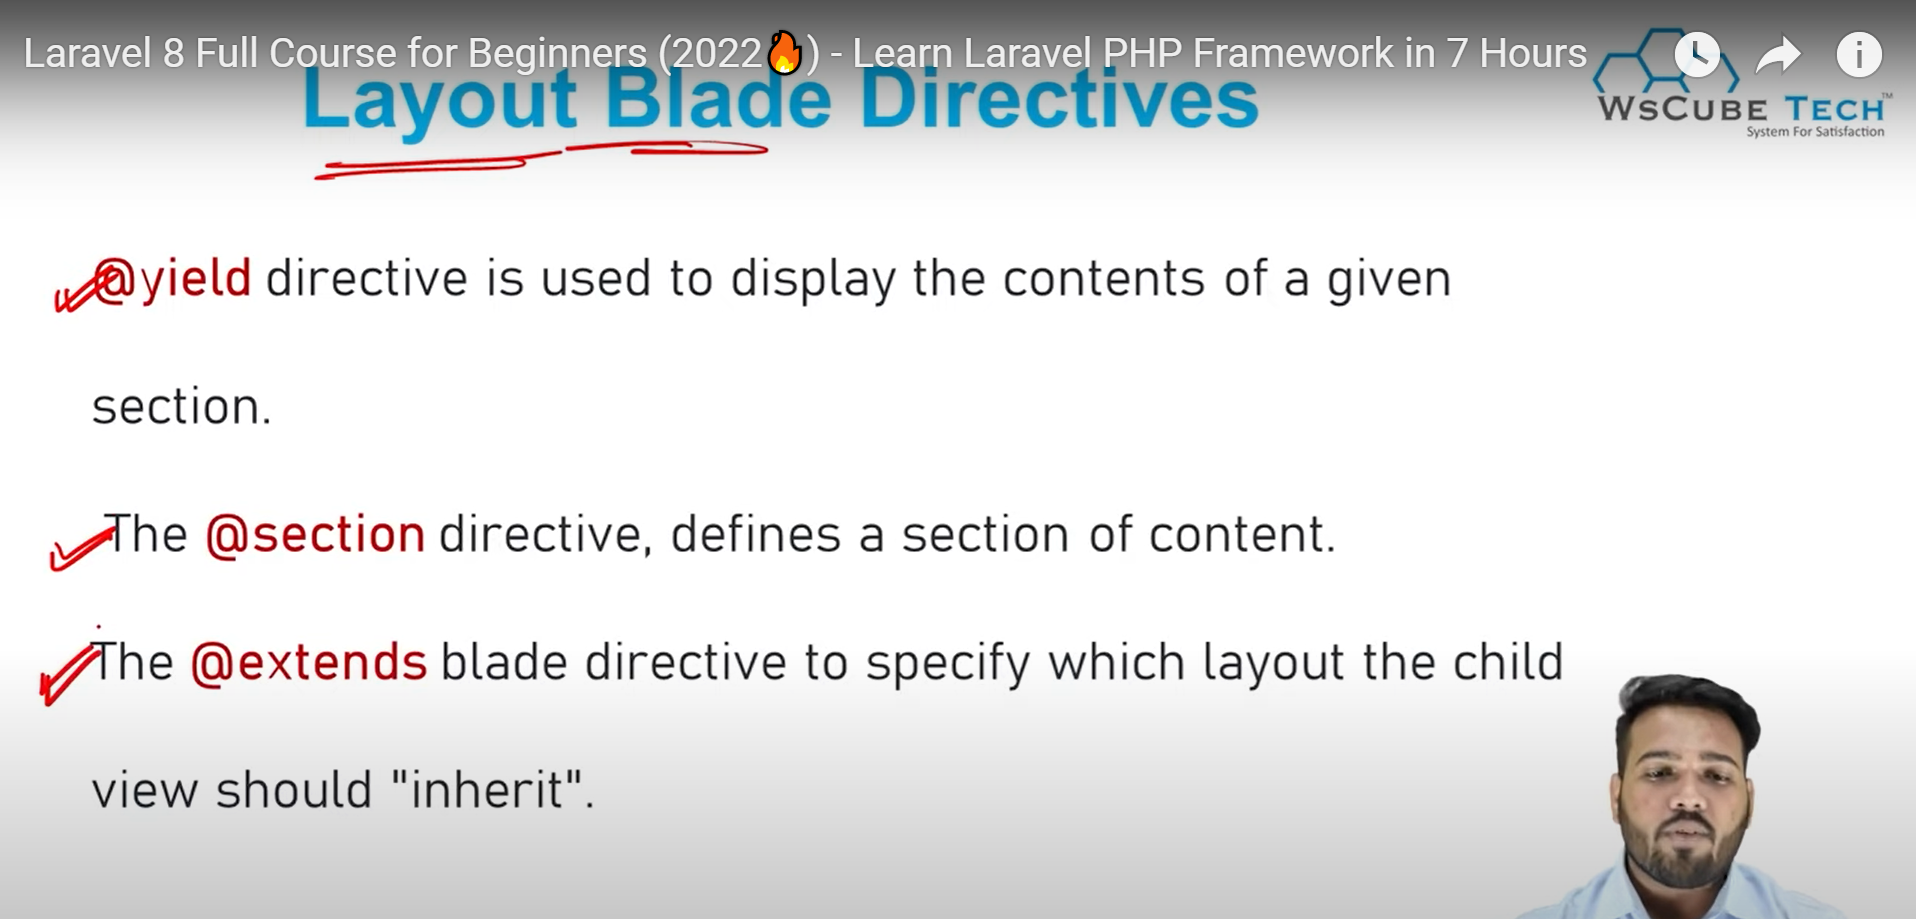 Laravel 8 Full Course for Beginners (2022🔥) - Learn Laravel PHP Framework in 7 Hours
Layout Blade Directives
WsCube Tech™
System For Satisfaction
@yield directive is used to display the contents of a given
section.
The @section directive, defines a section of content.
The @extends blade directive to specify which layout the child
view should "inherit".